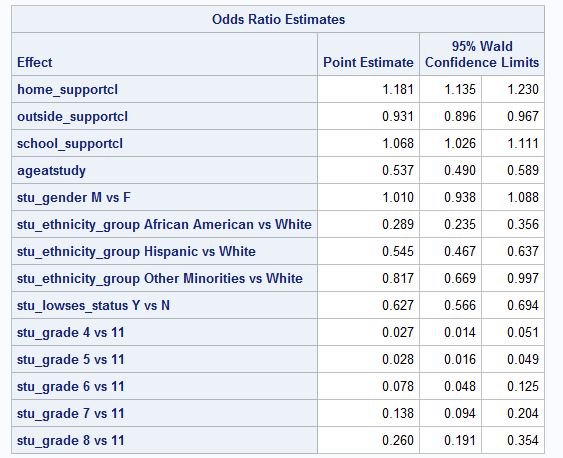 Odds Ratio Estimates
95% Wald
Effect Point Estimate Confidence Limits
home_supportcl 1.181 1.135 1.230
outside_supportcl 0.931 0.896 0.967
school_supportcl 1.068 1.026 1.111
ageatstudy 0.537 0.490 0.589
stu_gender M vs F 1.010 0.938 1.088
stu_ethnicity_group African American vs White 0.289 0.235 0.356
stu_ethnicity_group Hispanic vs White 0.545 0.467 0.637
stu_ethnicity_group Other Minorities vs White 0.817 0.669 0.997
stu_lowses_status Y vs N 0.627 0.566 0.694
stu_grade 4 vs 11 0.027 0.014 0.051
stu_grade 5 vs 11 0.028 0.016 0.049
stu_grade 6 vs 11 0.078 0.048 0.125
stu_grade 7 vs 11 0.138 0.094 0.204
stu_grade 8 vs 11 0.260 0.191 0.354